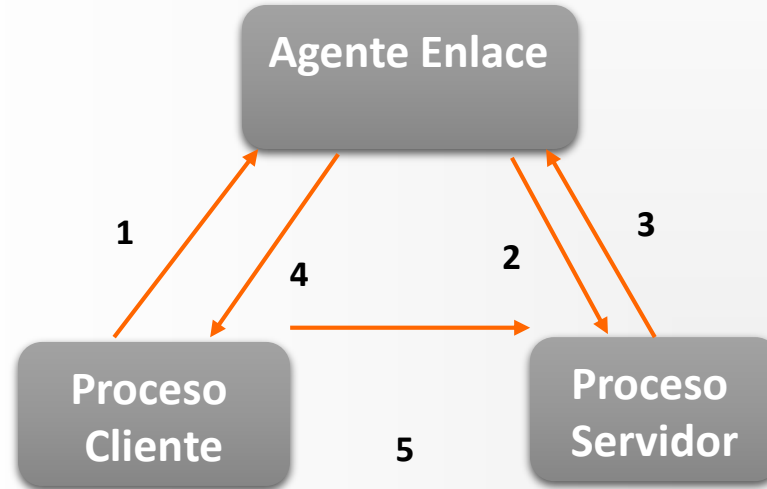 Agente Enlace
1
3
2
4
Proceso
Cliente
Proceso
Servidor
5